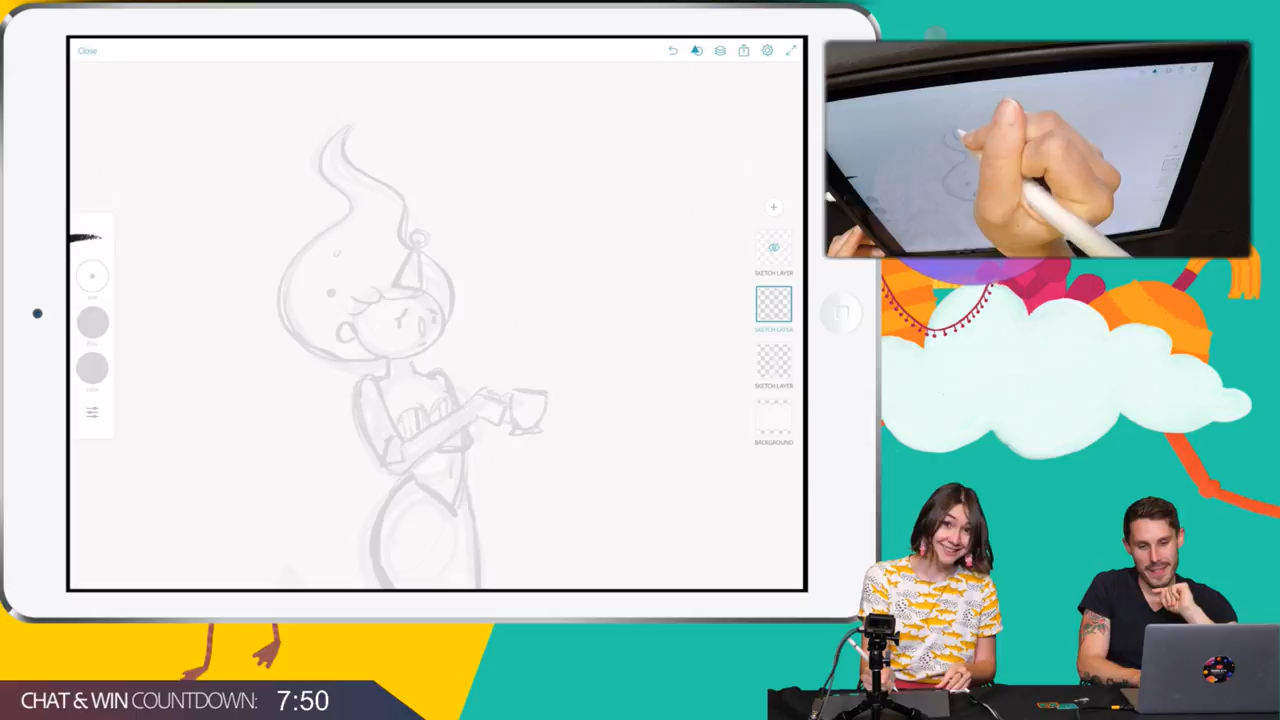 Close
SKETCH LAYER
SKETCH LAYER
SKETCH LAYER
BACKGROUND
CHAT & WIN COUNTDOWN: 7:50